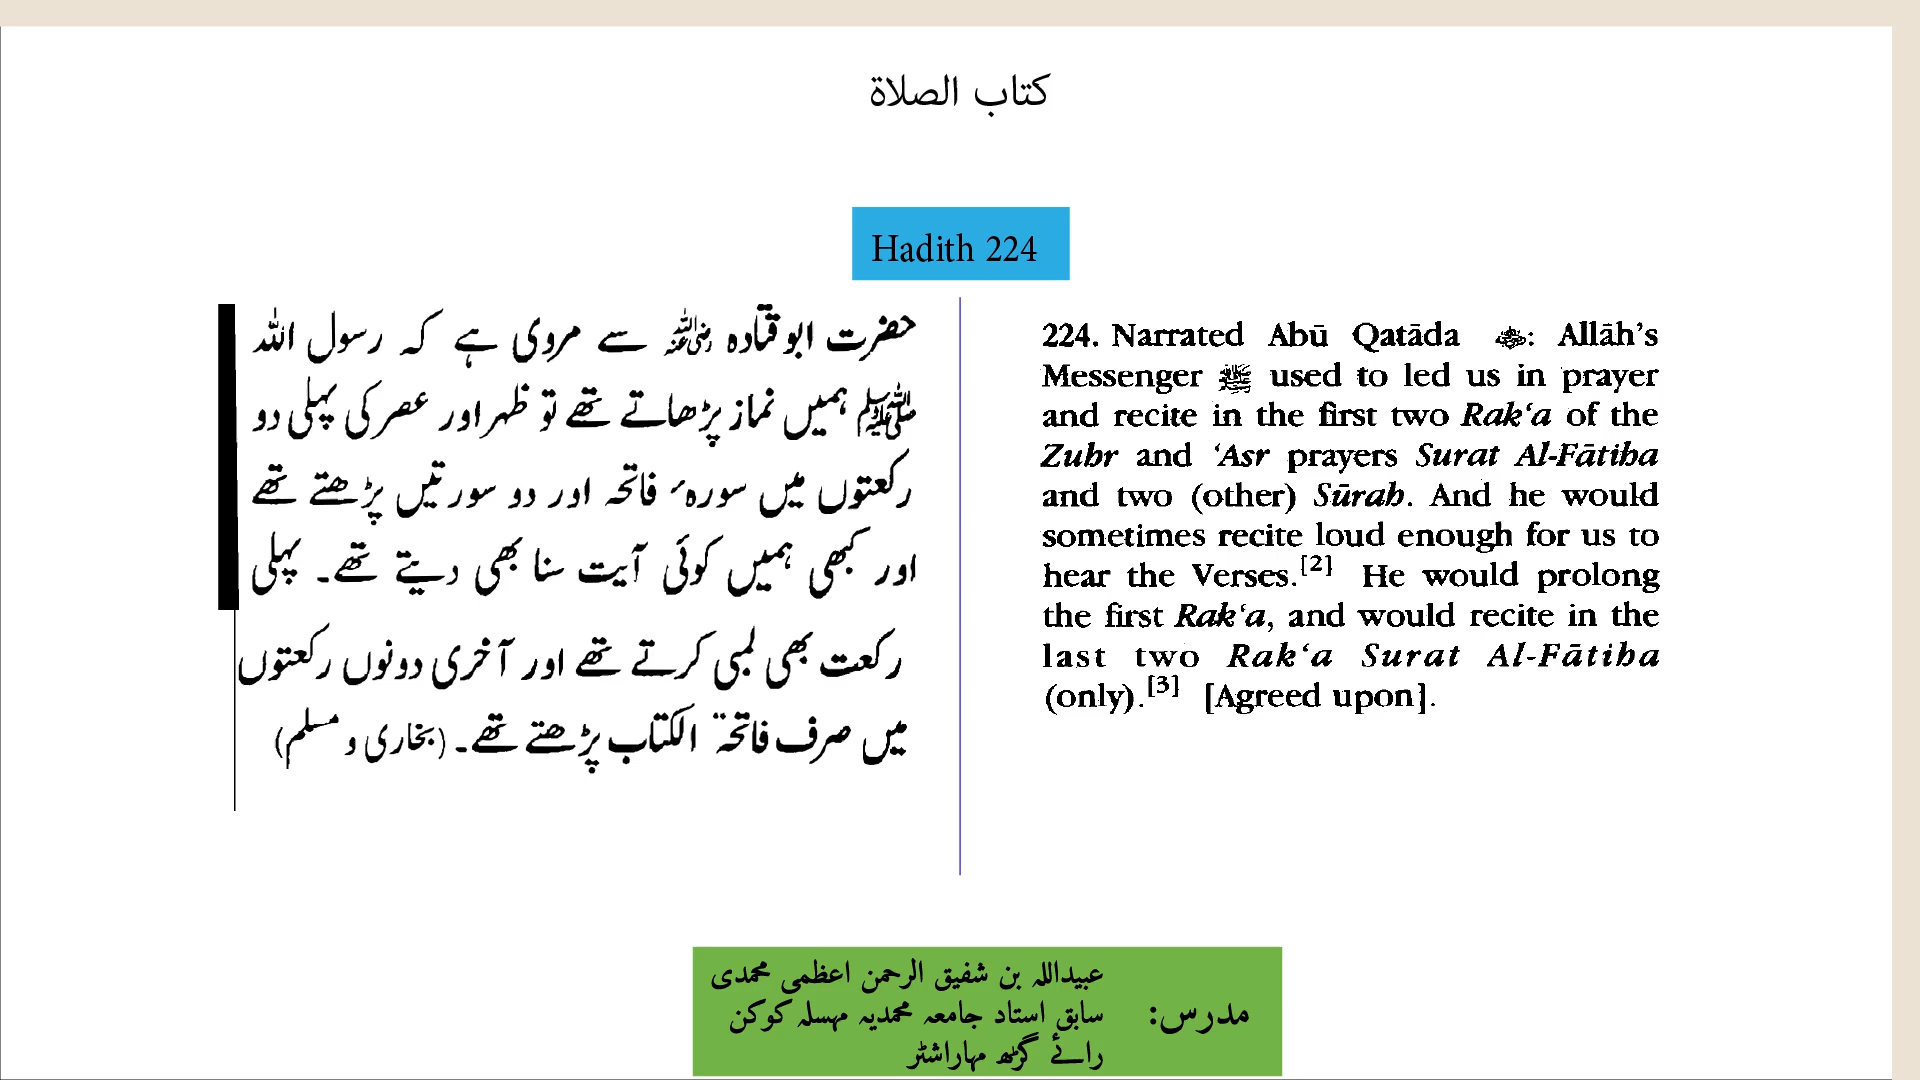 كتاب الصلاة
Hadith 224
حضرت ابو قتادہ رضی اللہ عنہ سے مروی ہے کہ رسول اللہ
ﷺ ہمیں نماز پڑھاتے تھے تو ظہر اور عصر کی پہلی دو
رکعتوں میں سورہٴ فاتحہ اور دو سورتیں پڑھتے تھے
اور کبھی ہمیں کوئی آیت سنا بھی دیتے تھے۔ پہلی
رکعت بھی لمبی کرتے تھے اور آخری دونوں رکعتوں
میں صرف فاتحۃ الکتاب پڑھتے تھے۔ (بخاری و مسلم)
224. Narrated Abū Qatāda رضی اللہ عنہ: Allāh's
Messenger ﷺ used to led us in prayer
and recite in the first two Rak‘a of the
Zuhr and ‘Asr prayers Surat Al-Fātiha
and two (other) Sūrah. And he would
sometimes recite loud enough for us to
hear the Verses.[2] He would prolong
the first Rak‘a, and would recite in the
last two Rak‘a Surat Al-Fātiha
(only).[3] [Agreed upon].
مدرس:
عبیداللہ بن شفیق الرحمن اعظمی محمدی
سابق استاد جامعہ محمدیہ مہسلہ کوکن
رائے گڑھ مہاراشٹر